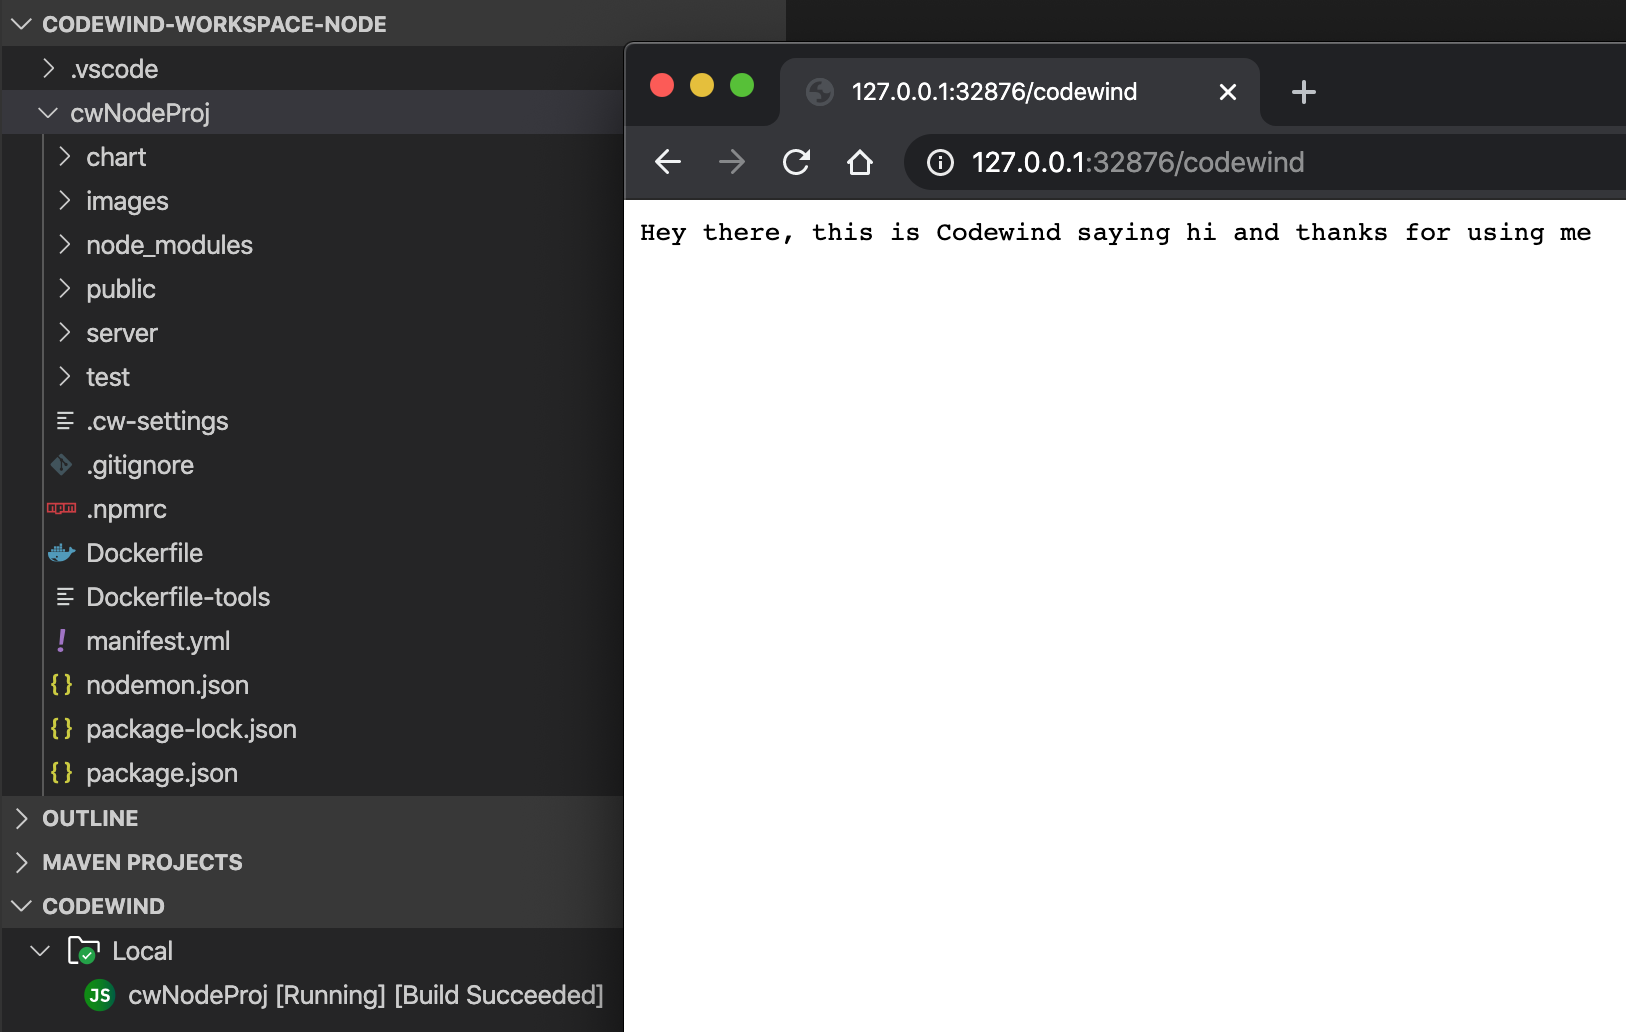 CODEWIND-WORKSPACE-NODE
.vscode
cwNodeProj
chart
images
node_modules
public
server
test
.cw-settings
.gitignore
.npmrc
Dockerfile
Dockerfile-tools
manifest.yml
nodemon.json
package-lock.json
package.json
OUTLINE
MAVEN PROJECTS
CODEWIND
Local
JS cwNodeProj [Running] [Build Succeeded]
127.0.0.1:32876/codewind
127.0.0.1:32876/codewind
Hey there, this is Codewind saying hi and thanks for using me